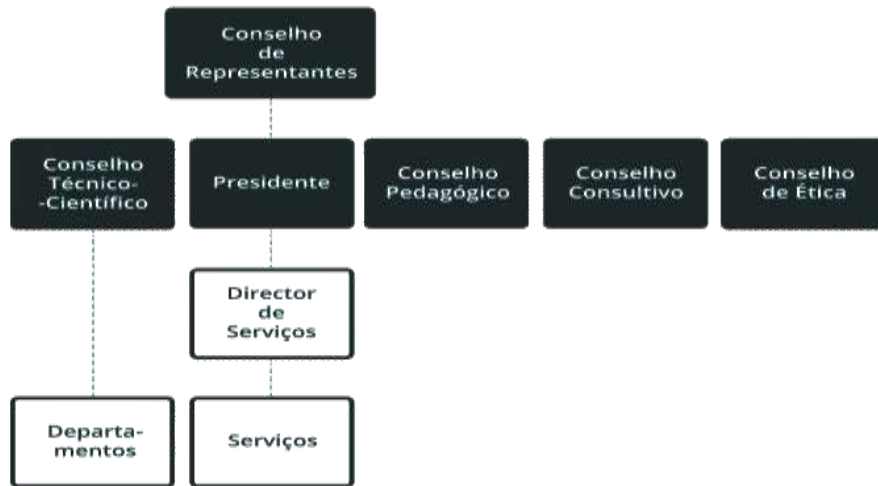 Conselho
de
Representantes
Conselho
Técnico-
-Científico
Presidente
Conselho
Pedagógico
Conselho
Consultivo
Conselho
de Ética
Director
de
Serviços
Departa-
mentos
Serviços